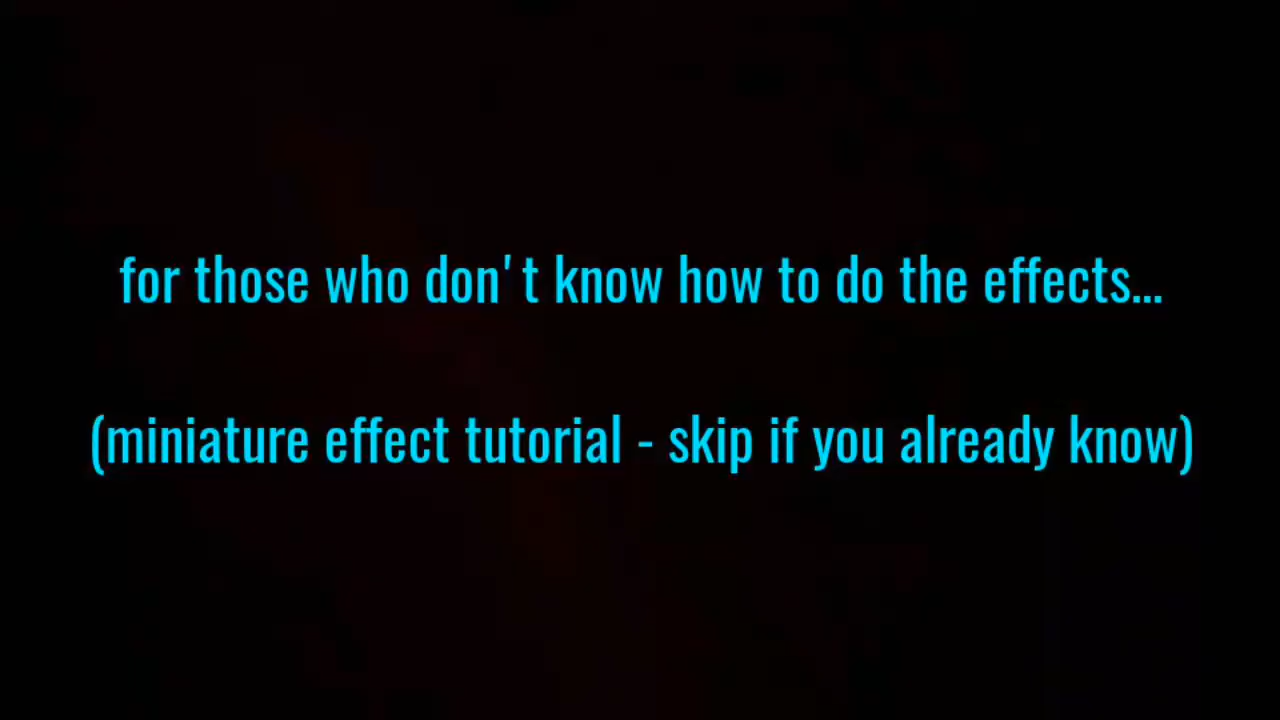 for those who don't know how to do the effects...
(miniature effect tutorial - skip if you already know)